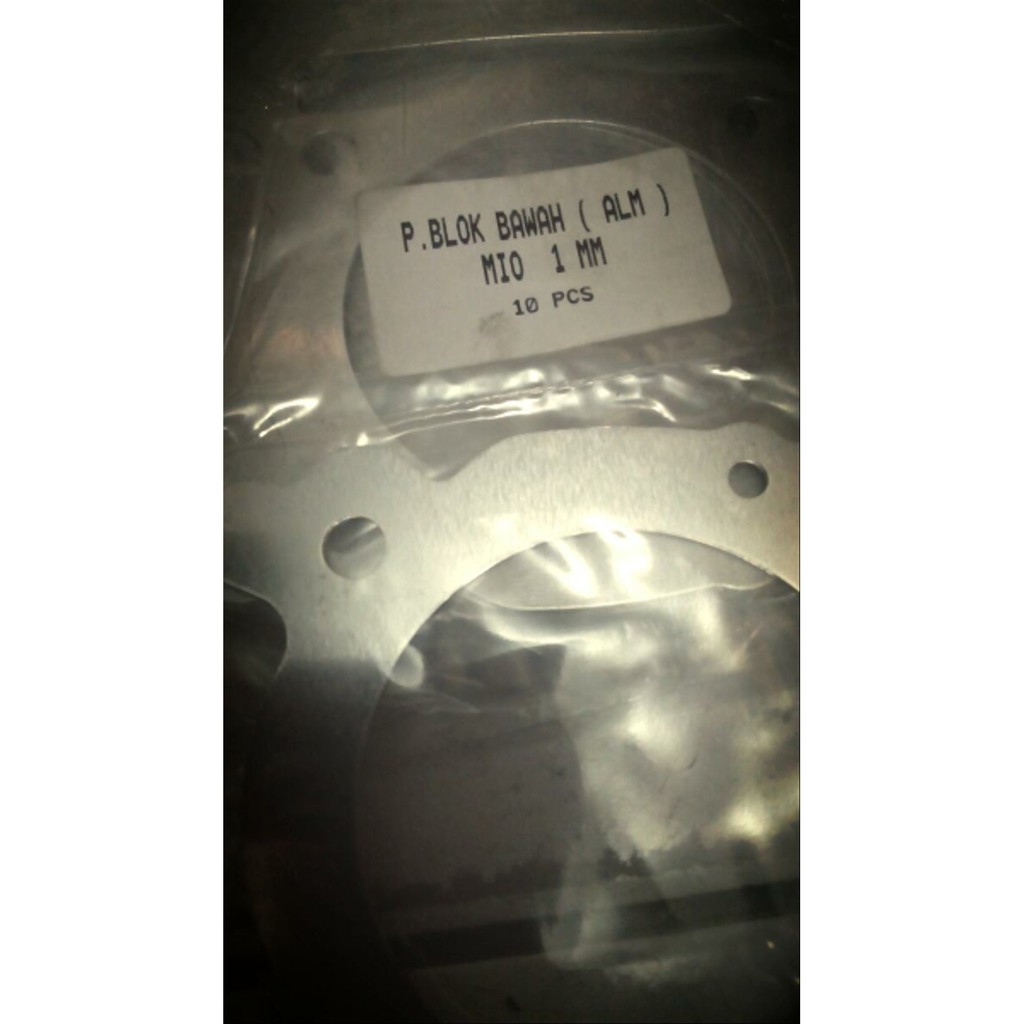 P.BLOK BAWAH ( ALM )
MIO 1 MM
10 PCS